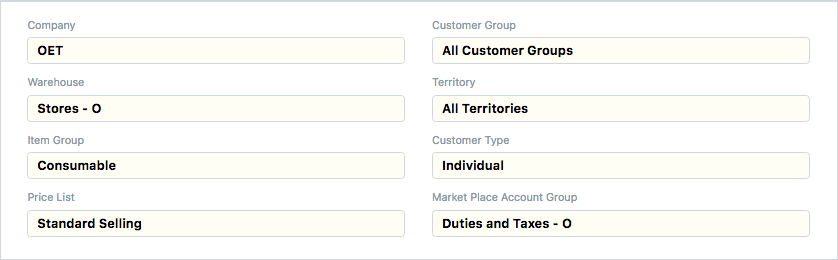 Company
OET
Warehouse
Stores - O
Item Group
Consumable
Price List
Standard Selling
Customer Group
All Customer Groups
Territory
All Territories
Customer Type
Individual
Market Place Account Group
Duties and Taxes - O